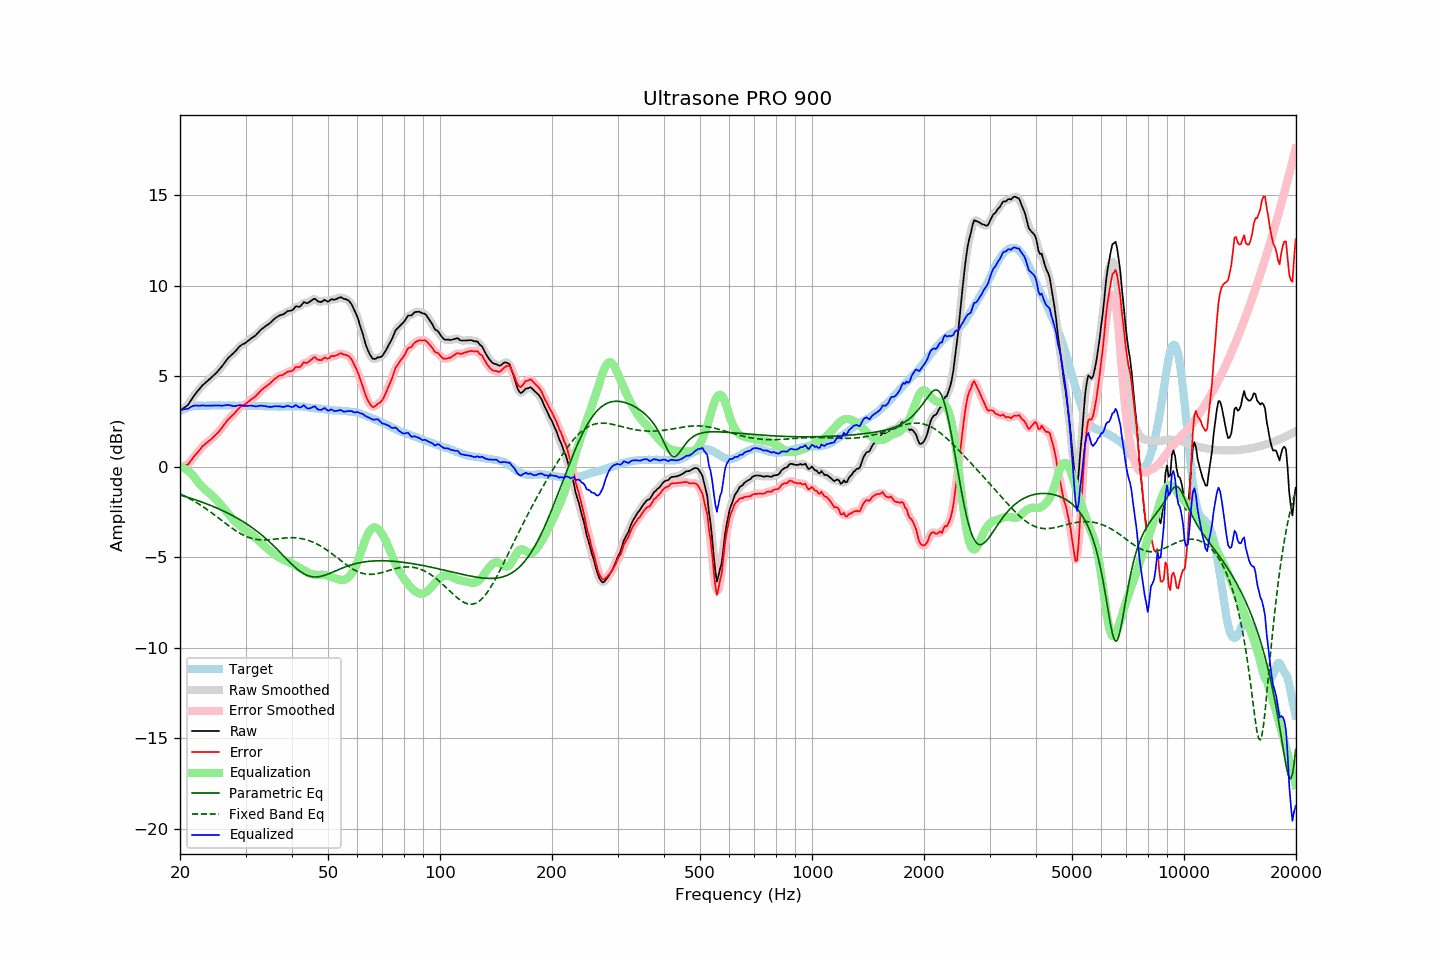 Ultrasone PRO 900
Amplitude (dBr)
15
10
5
0
−5
−10
−15
−20
Target
Raw Smoothed
Error Smoothed
Raw
Error
Equalization
Parametric Eq
Fixed Band Eq
Equalized
20 50 100 200 500 1000 2000 5000 10000 20000
Frequency (Hz)